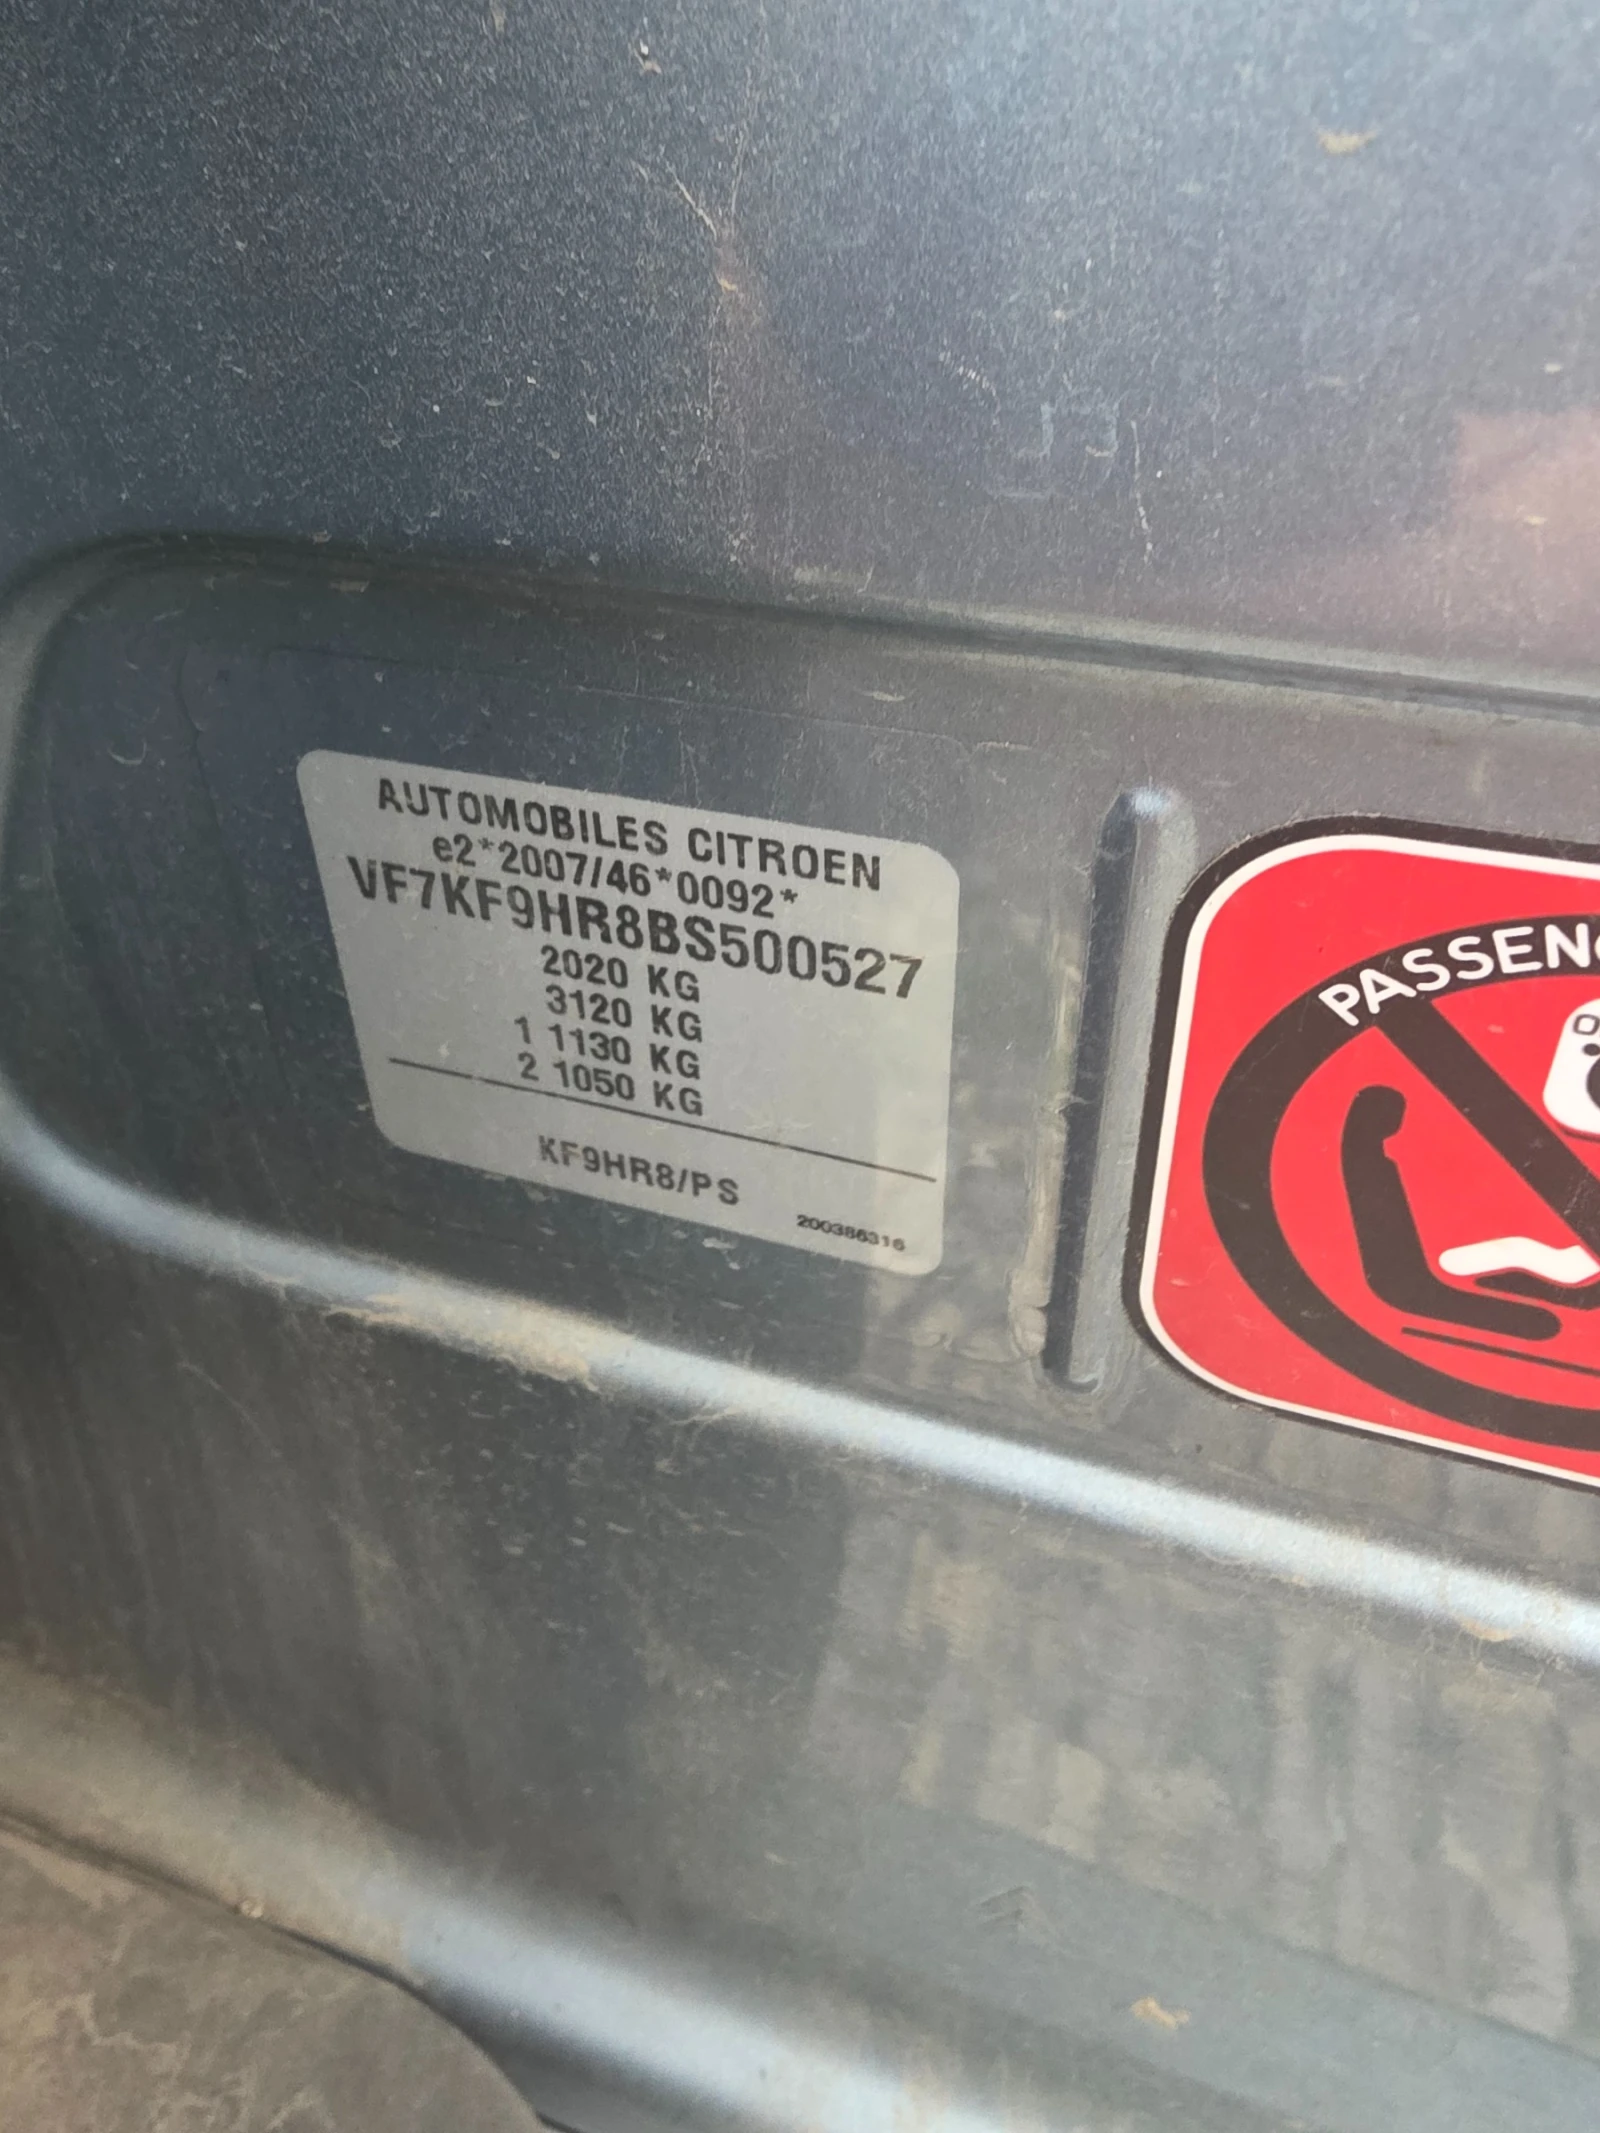 AUTOMOBILES CITROEN
e2*2007/46*0092*
VF7KF9HR8BS500527
2020 KG
3120 KG
1 1130 KG
2 1050 KG
KF9HR8/PS
200386316